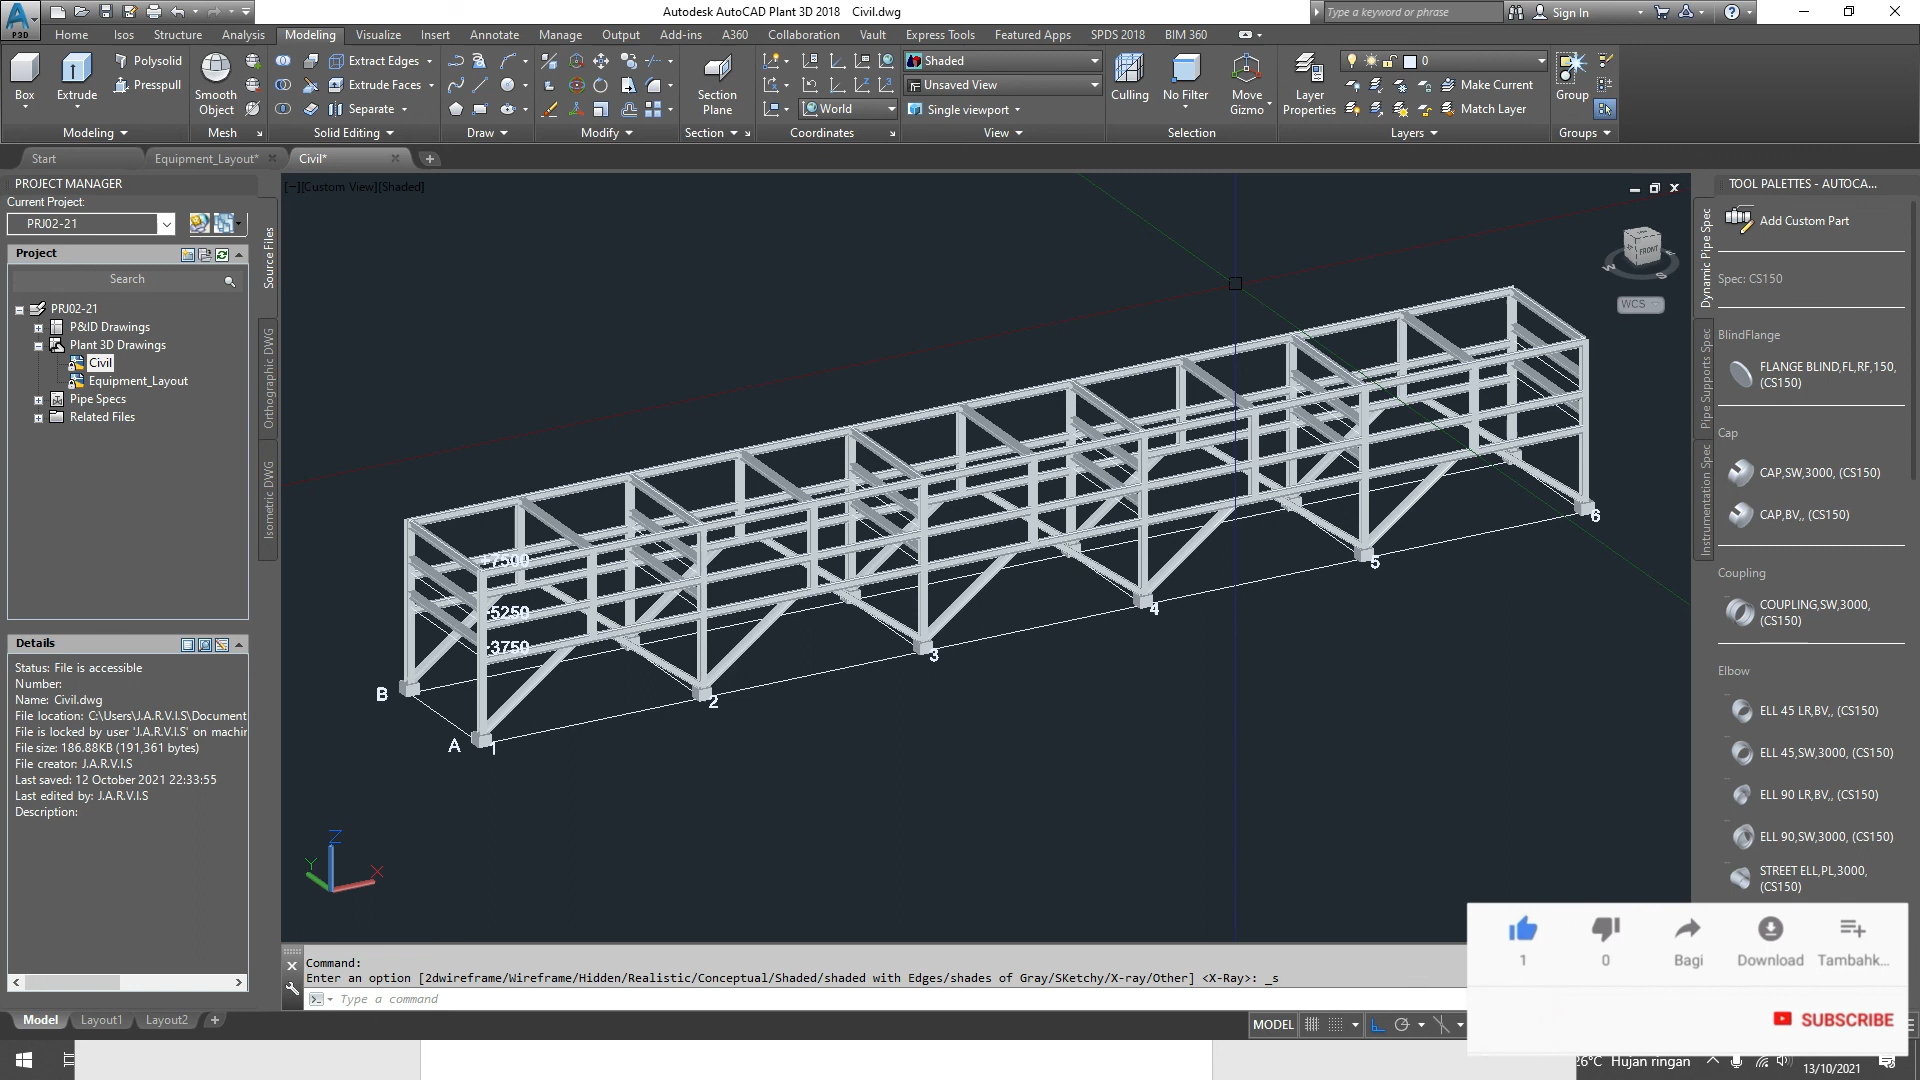 Autodesk AutoCAD Plant 3D 2018 Civil.dwg
Type a keyword or phrase
Sign In
P3D
Home Isos Structure Analysis Modeling Visualize Insert Annotate Manage Output Add-ins A360 Collaboration Vault Express Tools Featured Apps SPDS 2018 BIM 360
Box
Extrude
Polysolid
Presspull
Smooth Object
Extract Edges
Extrude Faces
Separate
Section Plane
World
Shaded
Unsaved View
Single viewport
Culling
No Filter
Move Gizmo
Layer Properties
0
Make Current
Match Layer
Group
Modeling Mesh Solid Editing Draw Modify Section Coordinates View Selection Layers Groups
Start Equipment_Layout* Civil*
PROJECT MANAGER
Current Project:
PRJ02-21
Project
Search
PRJ02-21
P&ID Drawings
Plant 3D Drawings
Civil
Equipment_Layout
Pipe Specs
Related Files
Source Files
Orthographic DWG
Isometric DWG
Details
Status: File is accessible
Number:
Name: Civil.dwg
File location: C:\Users\J.A.R.V.I.S\Document
File is locked by user 'J.A.R.V.I.S' on machin
File size: 186.88KB (191,361 bytes)
File creator: J.A.R.V.I.S
Last saved: 12 October 2021 22:33:55
Last edited by: J.A.R.V.I.S
Description:
[−][Custom View][Shaded]
FRONT
W
S
WCS
+7500
5250
3750
B
A
1
2
3
4
5
6
Z
Y
X
TOOL PALETTES - AUTOCA...
Dynamic Pipe Spec
Pipe Supports Spec
Instrumentation Spec
Add Custom Part
Spec: CS150
BlindFlange
FLANGE BLIND,FL,RF,150,
(CS150)
Cap
CAP,SW,3000, (CS150)
CAP,BV,, (CS150)
Coupling
COUPLING,SW,3000,
(CS150)
Elbow
ELL 45 LR,BV,, (CS150)
ELL 45,SW,3000, (CS150)
ELL 90 LR,BV,, (CS150)
ELL 90,SW,3000, (CS150)
STREET ELL,PL,3000,
(CS150)
Command:
Enter an option [2dwireframe/Wireframe/Hidden/Realistic/Conceptual/Shaded/shaded with Edges/shades of Gray/SKetchy/X-ray/Other] <X-Ray>: _s
Type a command
Model Layout1 Layout2
MODEL
1 0 Bagi Download Tambahk...
SUBSCRIBE
26°C Hujan ringan
13/10/2021